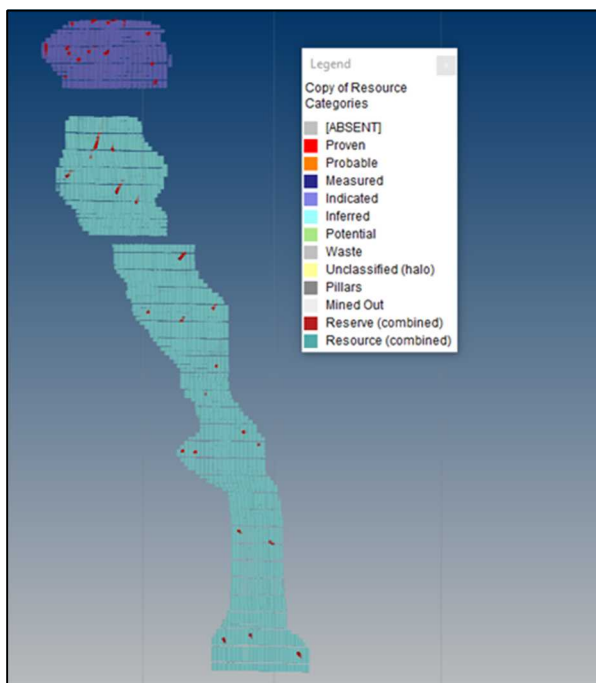 Legend
Copy of Resource
Categories
[ABSENT]
Proven
Probable
Measured
Indicated
Inferred
Potential
Waste
Unclassified (halo)
Pillars
Mined Out
Reserve (combined)
Resource (combined)